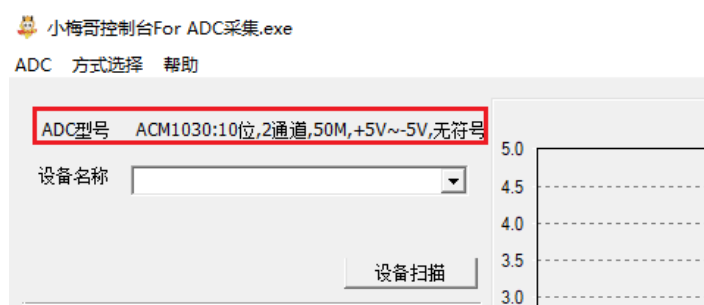 小梅哥控制台For ADC采集.exe
ADC 方式选择 帮助
ADC型号 ACM1030:10位,2通道,50M,+5V~-5V,无符号
设备名称
设备扫描
5.0
4.5
4.0
3.5
3.0